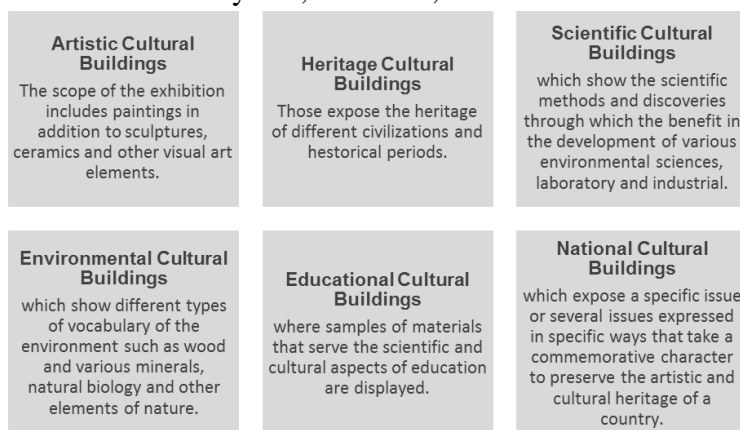 Artistic Cultural
Buildings
The scope of the exhibition
includes paintings in
addition to sculptures,
ceramics and other visual art
elements.
Heritage Cultural
Buildings
Those expose the heritage
of different civilizations and
hestorical periods.
Scientific Cultural
Buildings
which show the scientific
methods and discoveries
through which the benefit in
the development of various
environmental sciences,
laboratory and industrial.
Environmental Cultural
Buildings
which show different types
of vocabulary of the
environment such as wood
and various minerals,
natural biology and other
elements of nature.
Educational Cultural
Buildings
where samples of materials
that serve the scientific and
cultural aspects of education
are displayed.
National Cultural
Buildings
which expose a specific issue
or several issues expressed
in specific ways that take a
commemorative character
to preserve the artistic and
cultural heritage of a
country.